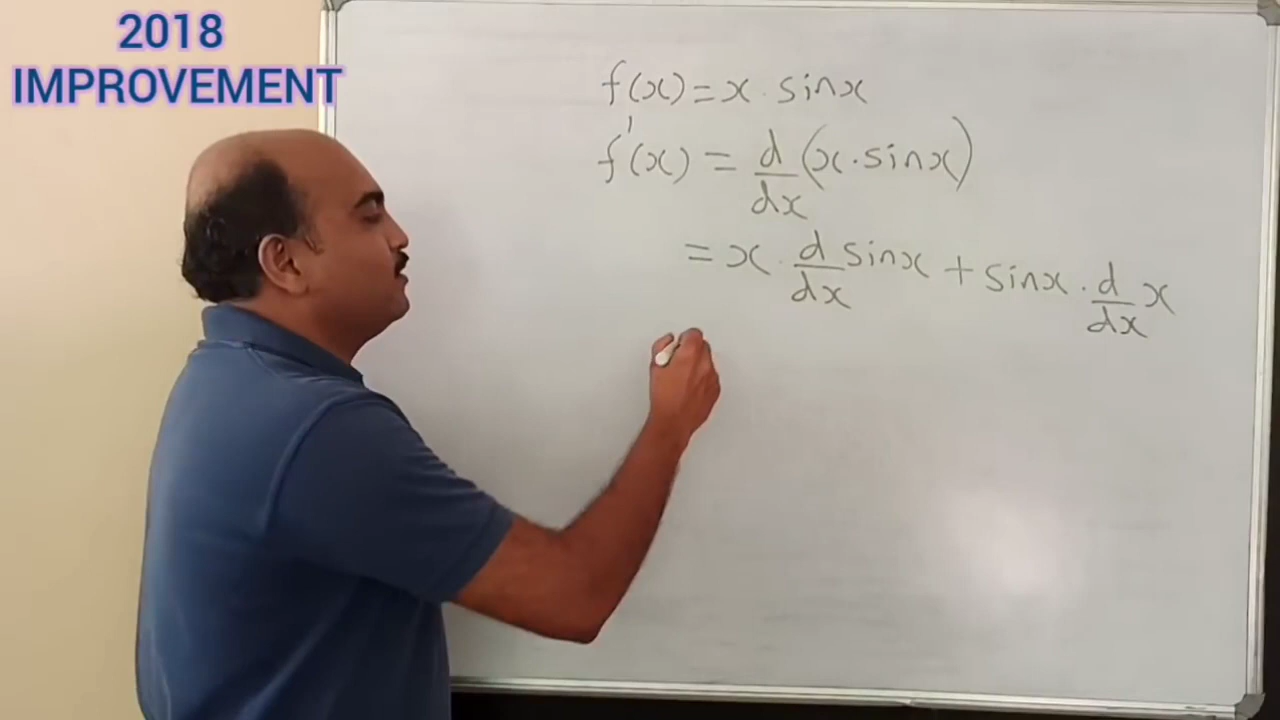 2018
IMPROVEMENT
f(x) = x · sinx
f'(x) = d/dx (x · sinx)
= x · d/dx sinx + sinx · d/dx x